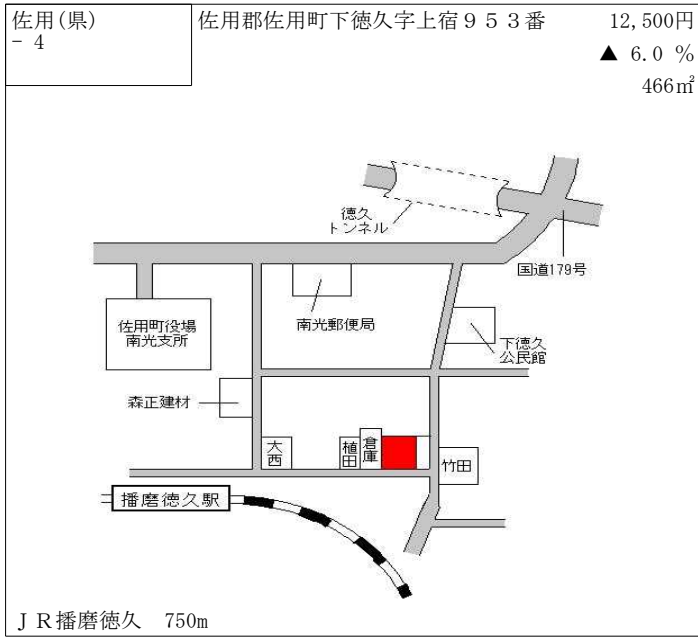 佐用(県)
- 4
佐用郡佐用町下徳久字上宿９５３番
12,500円
▲ 6.0 %
466㎡
徳久
トンネル
国道179号
佐用町役場
南光支所
南光郵便局
下徳久
公民館
森正建材
大西
植田
倉庫
竹田
播磨徳久駅
ＪＲ播磨徳久　750m